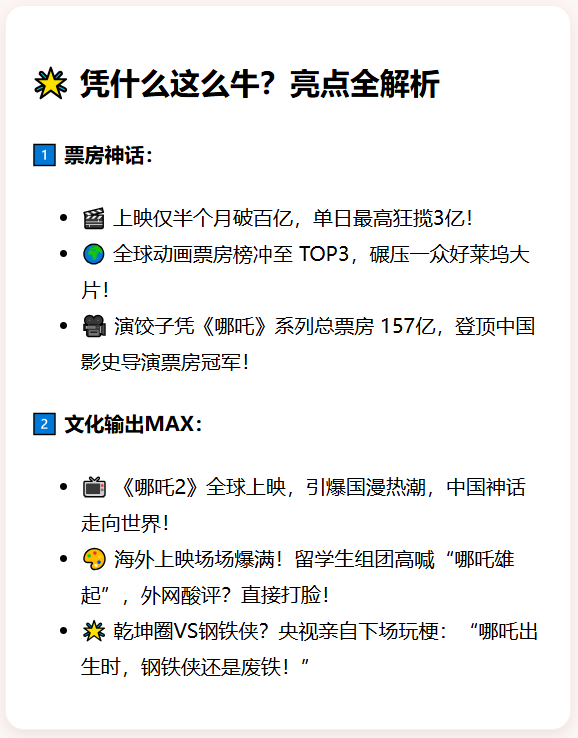 🌟 凭什么这么牛？亮点全解析
1️⃣ 票房神话：
• 🎬 上映仅半个月破百亿，单日最高狂揽3亿！
• 🌍 全球动画票房榜冲至 TOP3，碾压一众好莱坞大
片！
• 🎥 演饺子凭《哪吒》系列总票房 157亿，登顶中国
影史导演票房冠军！
2️⃣ 文化输出MAX：
• 📺 《哪吒2》全球上映，引爆国漫热潮，中国神话
走向世界！
• 🎨 海外上映场场爆满！留学生组团高喊“哪吒雄
起”，外网酸评？直接打脸！
• 🌟 乾坤圈VS钢铁侠？央视亲自下场玩梗：“哪吒出
生时，钢铁侠还是废铁！”